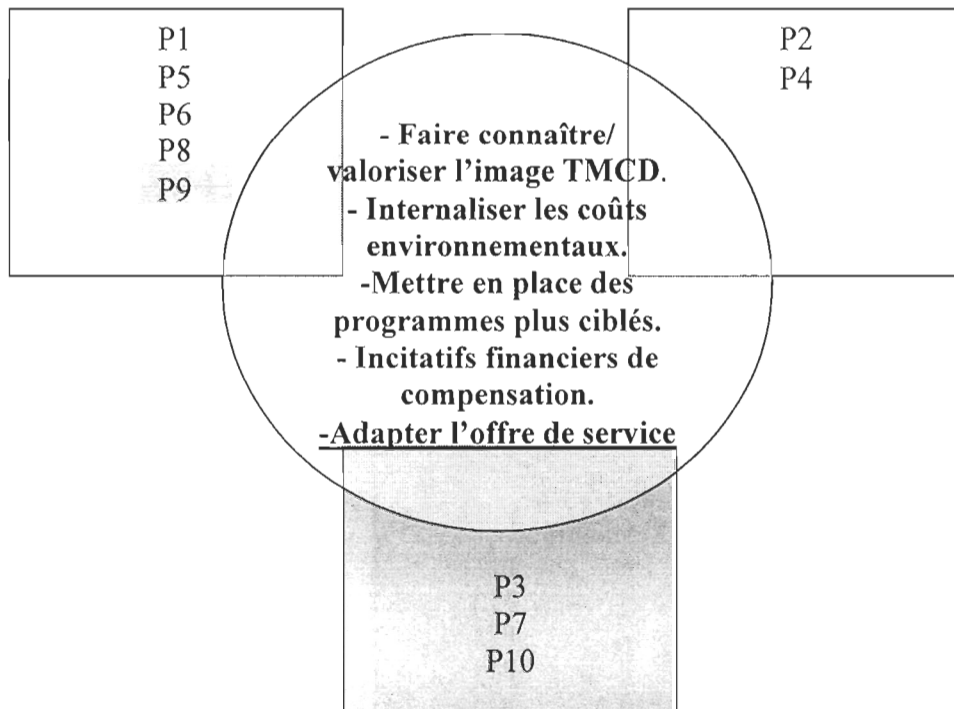 P1
P5
P6
P8
P9
P2
P4
- Faire connaître/
valoriser l'image TMCD.
- Internaliser les coûts
environnementaux.
-Mettre en place des
programmes plus ciblés.
- Incitatifs financiers de
compensation.
-Adapter l'offre de service
P3
P7
P10